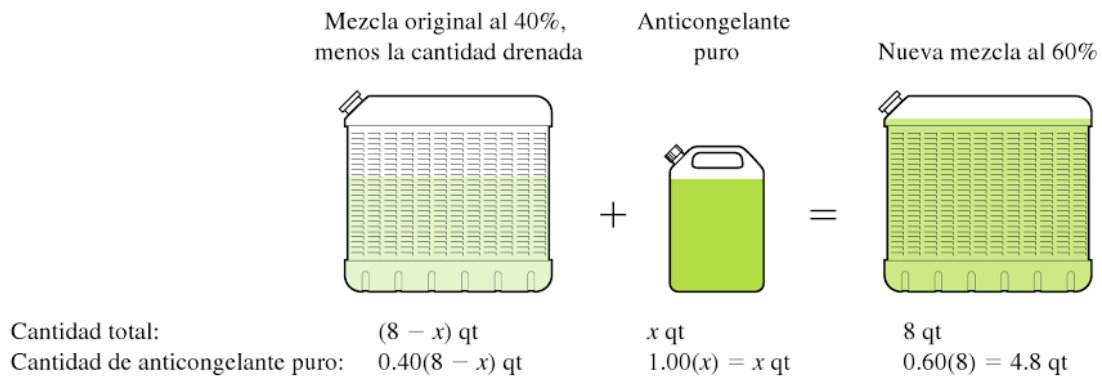 Mezcla original al 40%,
menos la cantidad drenada
Anticongelante
puro
Nueva mezcla al 60%
+
=
Cantidad total: (8 − x) qt x qt 8 qt
Cantidad de anticongelante puro: 0.40(8 − x) qt 1.00(x) = x qt 0.60(8) = 4.8 qt